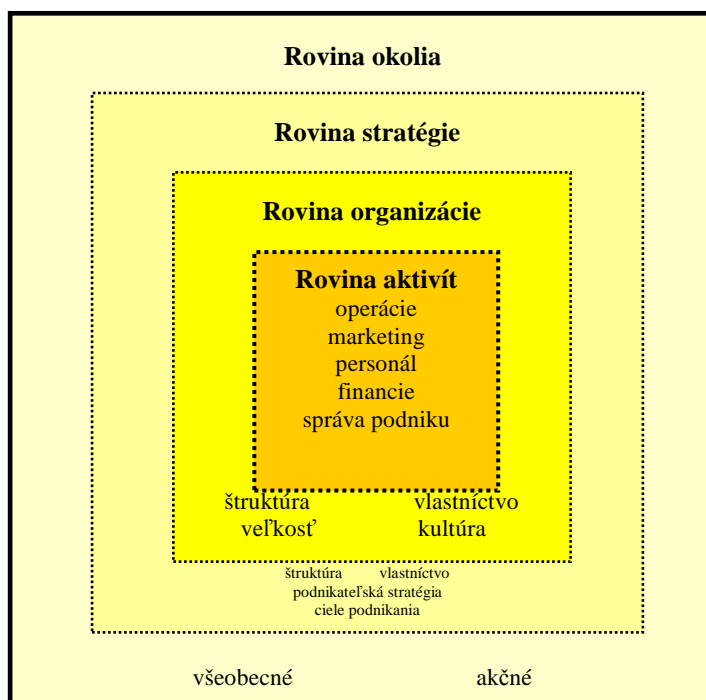 Rovina okolia
Rovina stratégie
Rovina organizácie
Rovina aktivít
operácie
marketing
personál
financie
správa podniku
štruktúra vlastníctvo
veľkosť kultúra
štruktúra vlastníctvo
podnikateľská stratégia
ciele podnikania
všeobecné akčné